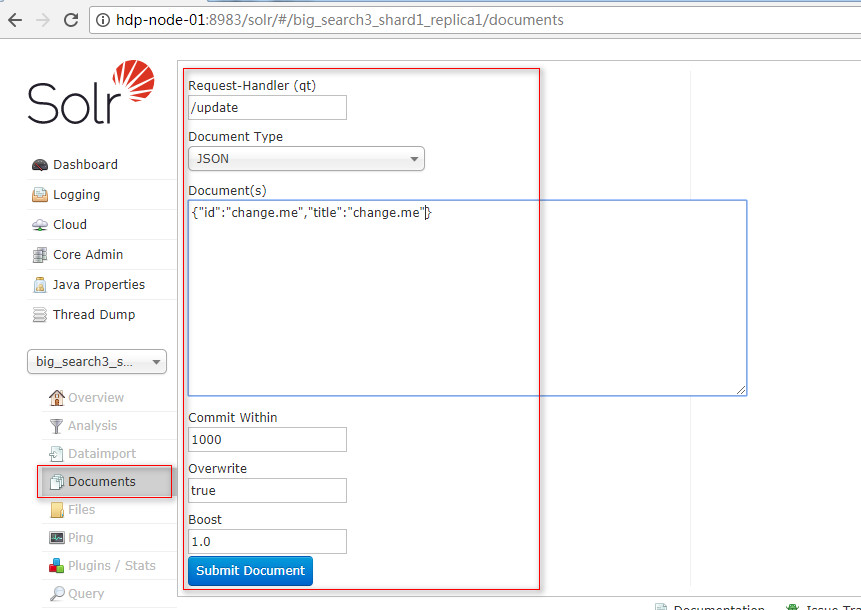 hdp-node-01:8983/solr/#/big_search3_shard1_replica1/documents
Solr
Dashboard
Logging
Cloud
Core Admin
Java Properties
Thread Dump
big_search3_s...
Overview
Analysis
Dataimport
Documents
Files
Ping
Plugins / Stats
Query
Request-Handler (qt)
/update
Document Type
JSON
Document(s)
{"id":"change.me","title":"change.me"}
Commit Within
1000
Overwrite
true
Boost
1.0
Submit Document
Documentation
Issue Tra